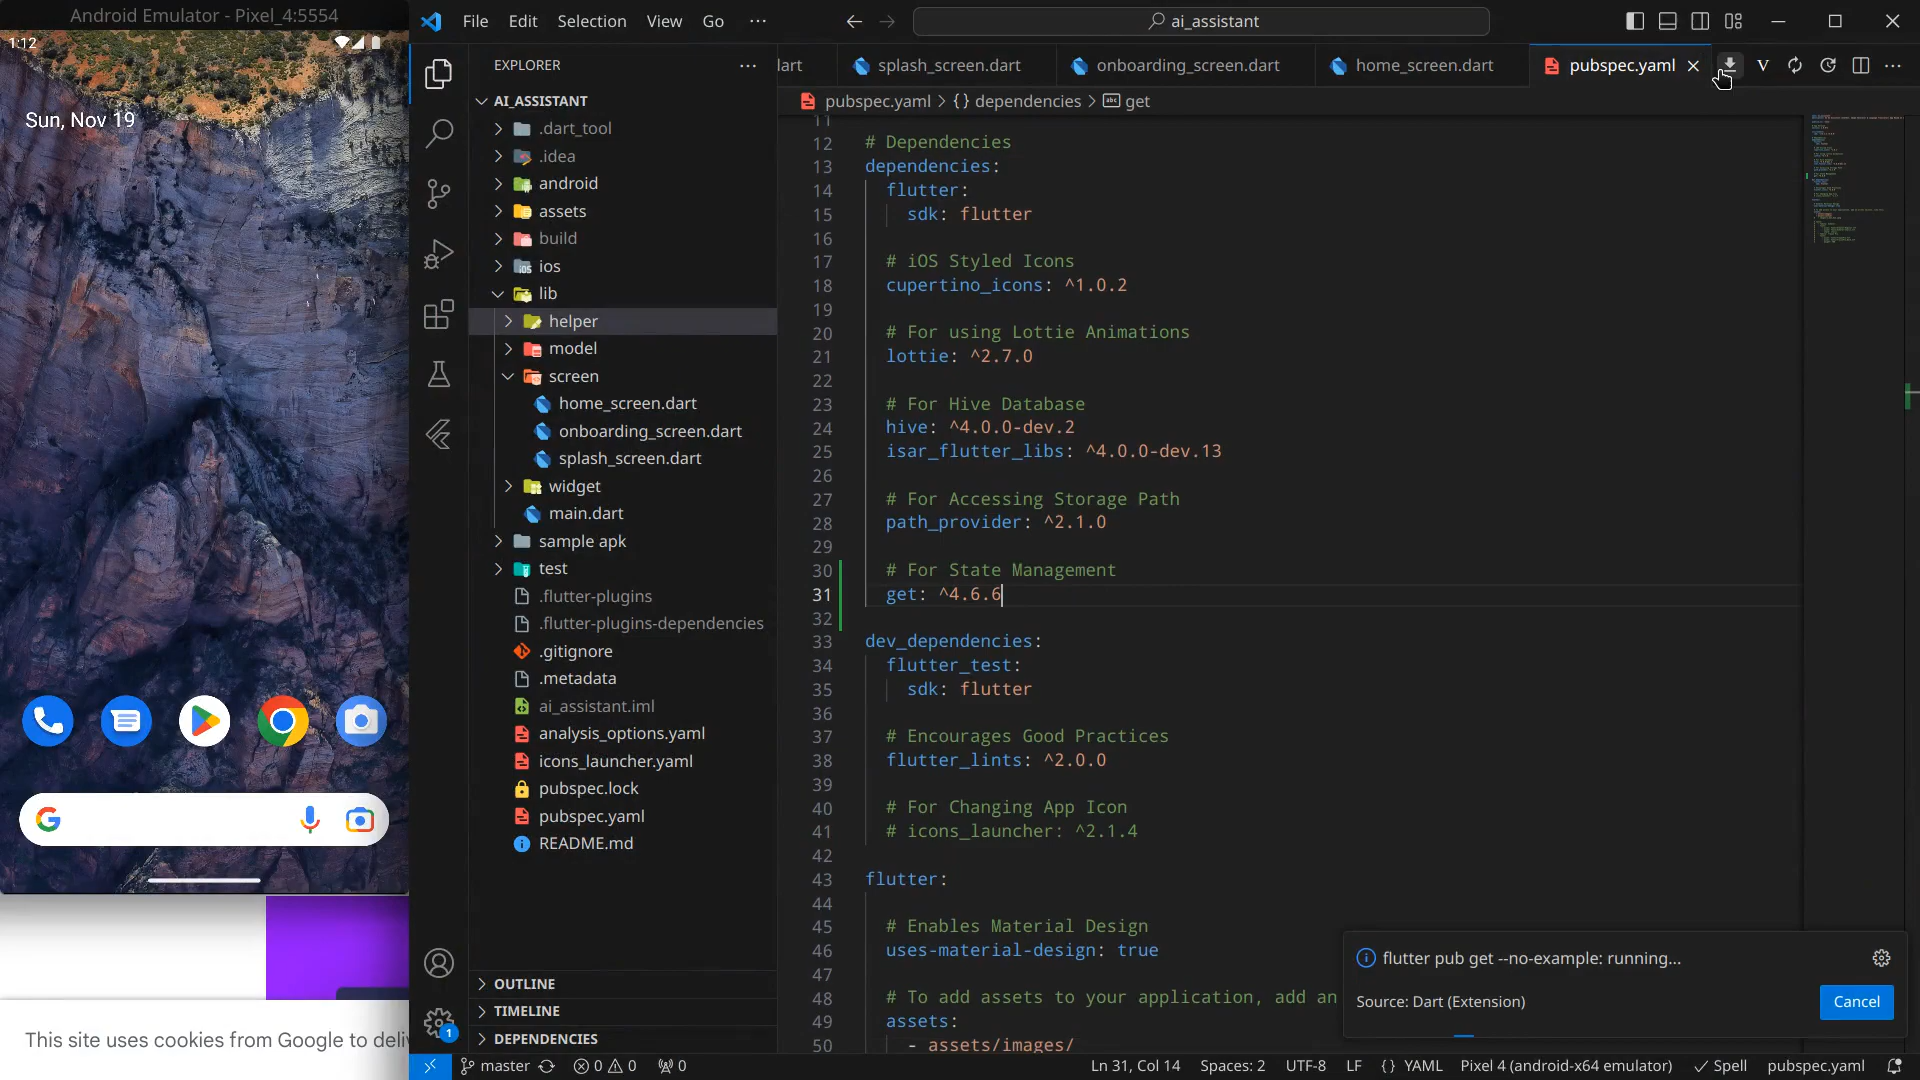 Android Emulator - Pixel_4:5554
1:12
Sun, Nov 19
This site uses cookies from Google to deli
File Edit Selection View Go
ai_assistant
EXPLORER
AI_ASSISTANT
.dart_tool
.idea
android
assets
build
ios
lib
helper
model
screen
home_screen.dart
onboarding_screen.dart
splash_screen.dart
widget
main.dart
sample apk
test
.flutter-plugins
.flutter-plugins-dependencies
.gitignore
.metadata
ai_assistant.iml
analysis_options.yaml
icons_launcher.yaml
pubspec.lock
pubspec.yaml
README.md
OUTLINE
TIMELINE
DEPENDENCIES
1
lart splash_screen.dart onboarding_screen.dart home_screen.dart pubspec.yaml V
pubspec.yaml > {} dependencies > abc get
11
12 # Dependencies
13 dependencies:
14 flutter:
15 sdk: flutter
16
17 # iOS Styled Icons
18 cupertino_icons: ^1.0.2
19
20 # For using Lottie Animations
21 lottie: ^2.7.0
22
23 # For Hive Database
24 hive: ^4.0.0-dev.2
25 isar_flutter_libs: ^4.0.0-dev.13
26
27 # For Accessing Storage Path
28 path_provider: ^2.1.0
29
30 # For State Management
31 get: ^4.6.6
32
33 dev_dependencies:
34 flutter_test:
35 sdk: flutter
36
37 # Encourages Good Practices
38 flutter_lints: ^2.0.0
39
40 # For Changing App Icon
41 # icons_launcher: ^2.1.4
42
43 flutter:
44
45 # Enables Material Design
46 uses-material-design: true
47
48 # To add assets to your application, add an
49 assets:
50 - assets/images/
flutter pub get --no-example: running...
Source: Dart (Extension)
Cancel
master 0 0 0 Ln 31, Col 14 Spaces: 2 UTF-8 LF {} YAML Pixel 4 (android-x64 emulator) Spell pubspec.yaml